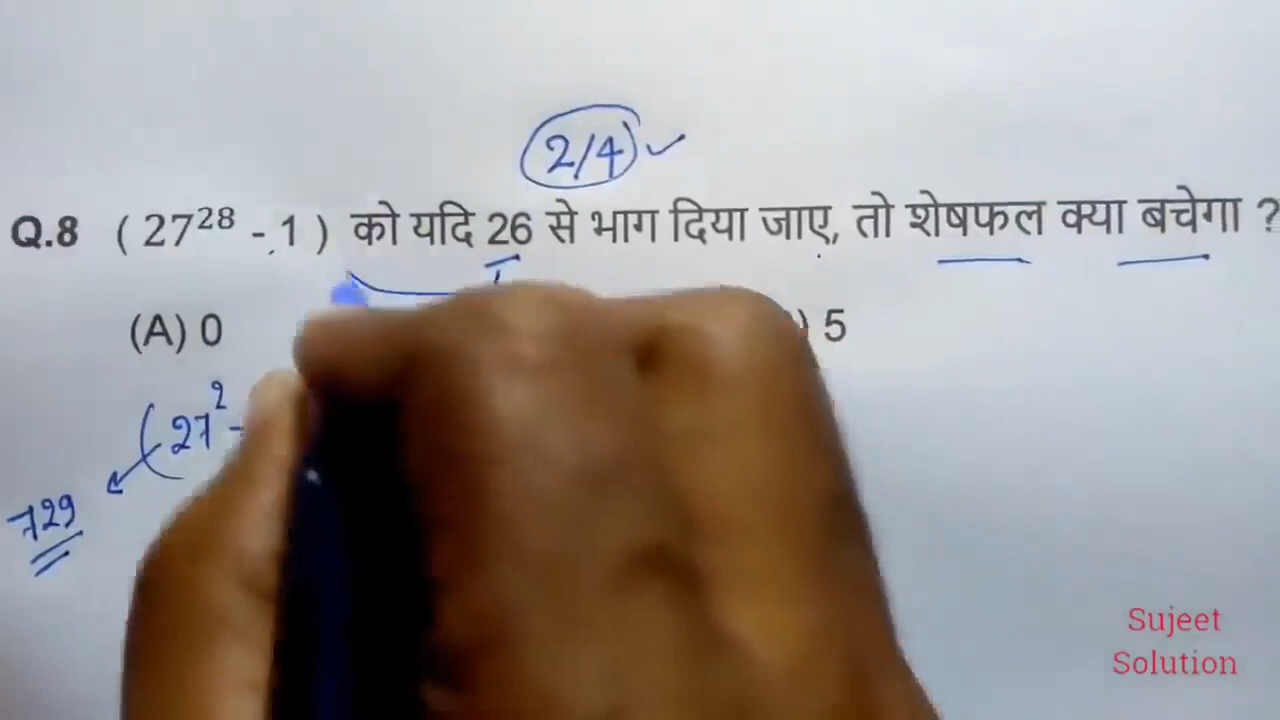 2/4
Q.8 ( 27²⁸ - 1 ) को यदि 26 से भाग दिया जाए, तो शेषफल क्या बचेगा ?
(A) 0 ) 5
(27² -
729
Sujeet
Solution